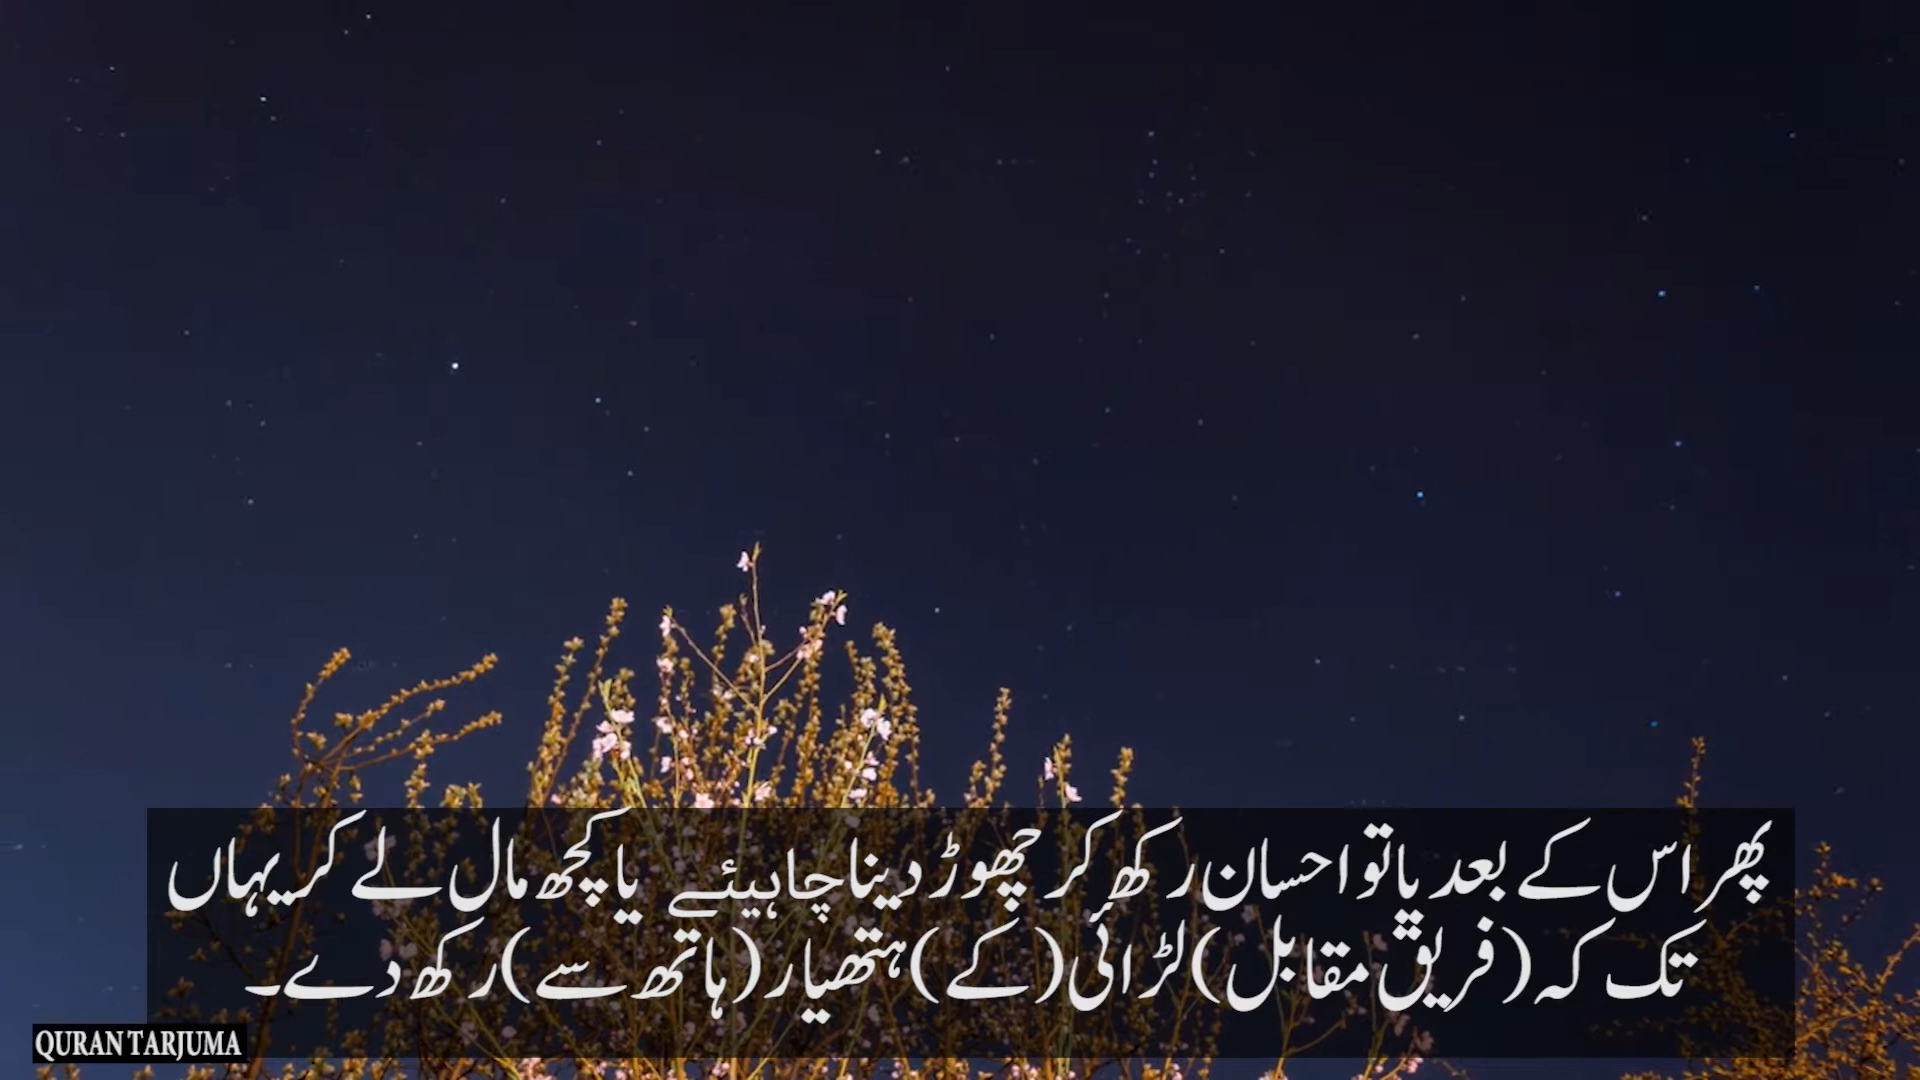 پھر اس کے بعد یا تو احسان رکھ کر چھوڑ دینا چاہیئے یا کچھ مال لے کر یہاں
تک کہ (فریق مقابل) لڑائی (کے) ہتھیار (ہاتھ سے) رکھ دے۔
QURAN TARJUMA